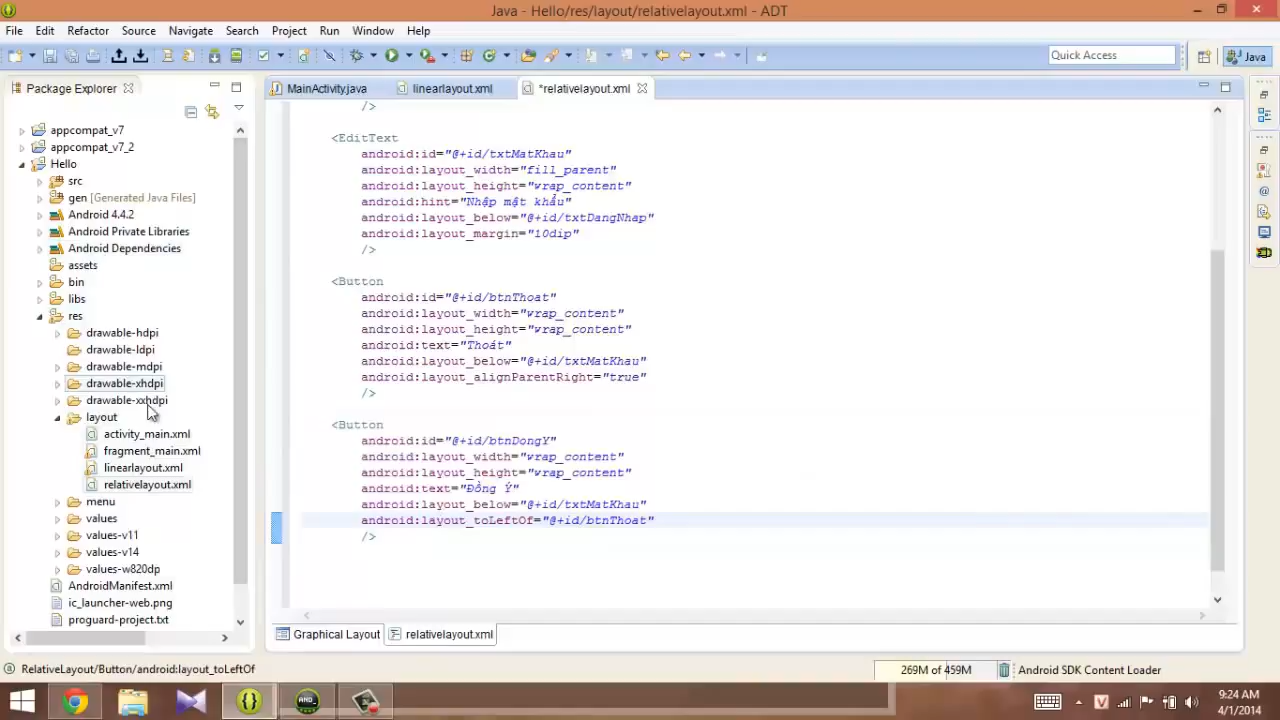 Java - Hello/res/layout/relativelayout.xml - ADT
File Edit Refactor Source Navigate Search Project Run Window Help
Quick Access
Java
Package Explorer
MainActivity.java
linearlayout.xml
*relativelayout.xml
appcompat_v7
appcompat_v7_2
Hello
src
gen [Generated Java Files]
Android 4.4.2
Android Private Libraries
Android Dependencies
assets
bin
libs
res
drawable-hdpi
drawable-ldpi
drawable-mdpi
drawable-xhdpi
drawable-xxhdpi
layout
activity_main.xml
fragment_main.xml
linearlayout.xml
relativelayout.xml
menu
values
values-v11
values-v14
values-w820dp
AndroidManifest.xml
ic_launcher-web.png
proguard-project.txt
/>
<EditText
android:id="@+id/txtMatKhau"
android:layout_width="fill_parent"
android:layout_height="wrap_content"
android:hint="Nhập mật khẩu"
android:layout_below="@+id/txtDangNhap"
android:layout_margin="10dip"
/>
<Button
android:id="@+id/btnThoat"
android:layout_width="wrap_content"
android:layout_height="wrap_content"
android:text="Thoát"
android:layout_below="@+id/txtMatKhau"
android:layout_alignParentRight="true"
/>
<Button
android:id="@+id/btnDongY"
android:layout_width="wrap_content"
android:layout_height="wrap_content"
android:text="Đồng Ý"
android:layout_below="@+id/txtMatKhau"
android:layout_toLeftOf="@+id/btnThoat"
/>
Graphical Layout
relativelayout.xml
RelativeLayout/Button/android:layout_toLeftOf
269M of 459M
Android SDK Content Loader
9:24 AM
4/1/2014